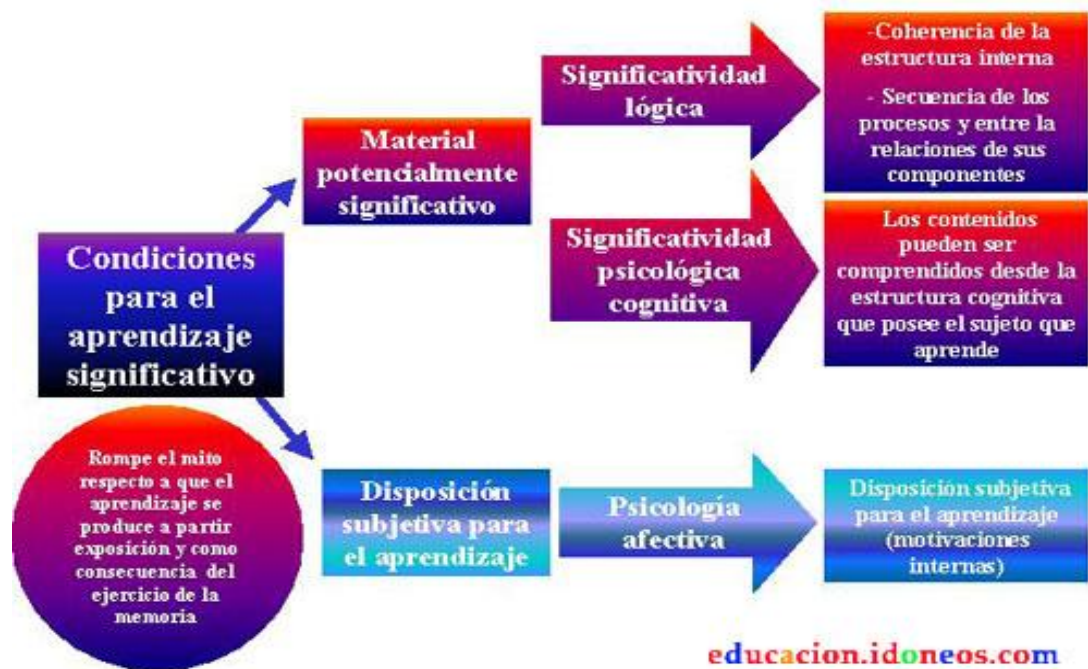 Condiciones
para el
aprendizaje
significativo
Rompe el mito
respecto a que el
aprendizaje se
produce a partir
exposición y como
consecuencia del
ejercicio de la
memoria
Material
potencialmente
significativo
Significatividad
lógica
-Coherencia de la
estructura interna
- Secuencia de los
procesos y entre la
relaciones de sus
componentes
Significatividad
psicológica
cognitiva
Los contenidos
pueden ser
comprendidos desde la
estructura cognitiva
que posee el sujeto que
aprende
Disposición
subjetiva para
el aprendizaje
Psicología
afectiva
Disposición subjetiva
para el aprendizaje
(motivaciones
internas)
educacion.idoneos.com